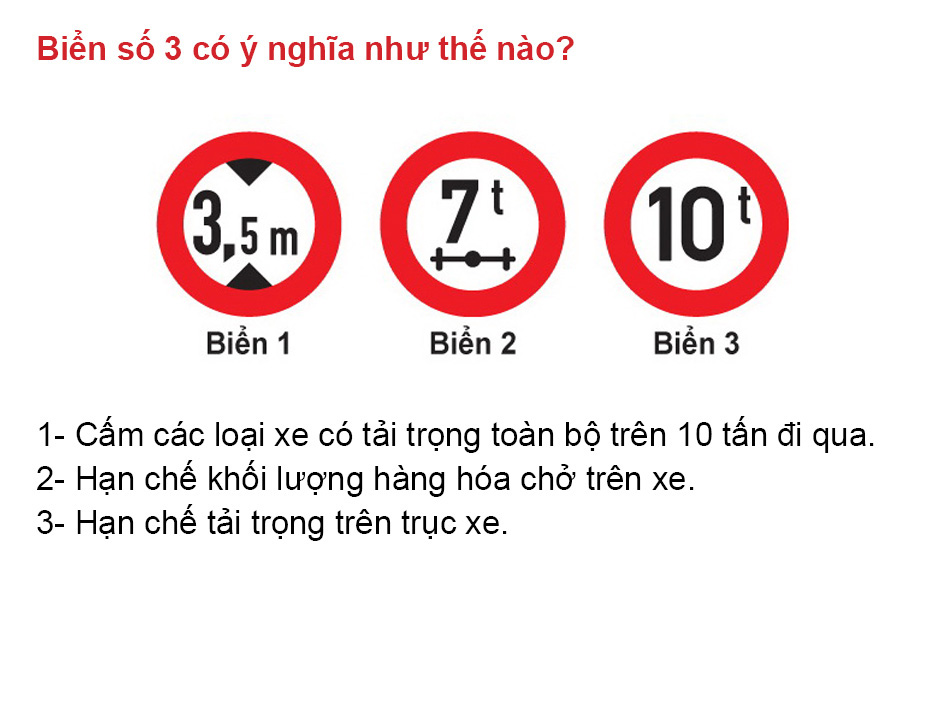 Biển số 3 có ý nghĩa như thế nào?
3,5 m 7 t 10 t
Biển 1 Biển 2 Biển 3
1- Cấm các loại xe có tải trọng toàn bộ trên 10 tấn đi qua.
2- Hạn chế khối lượng hàng hóa chở trên xe.
3- Hạn chế tải trọng trên trục xe.